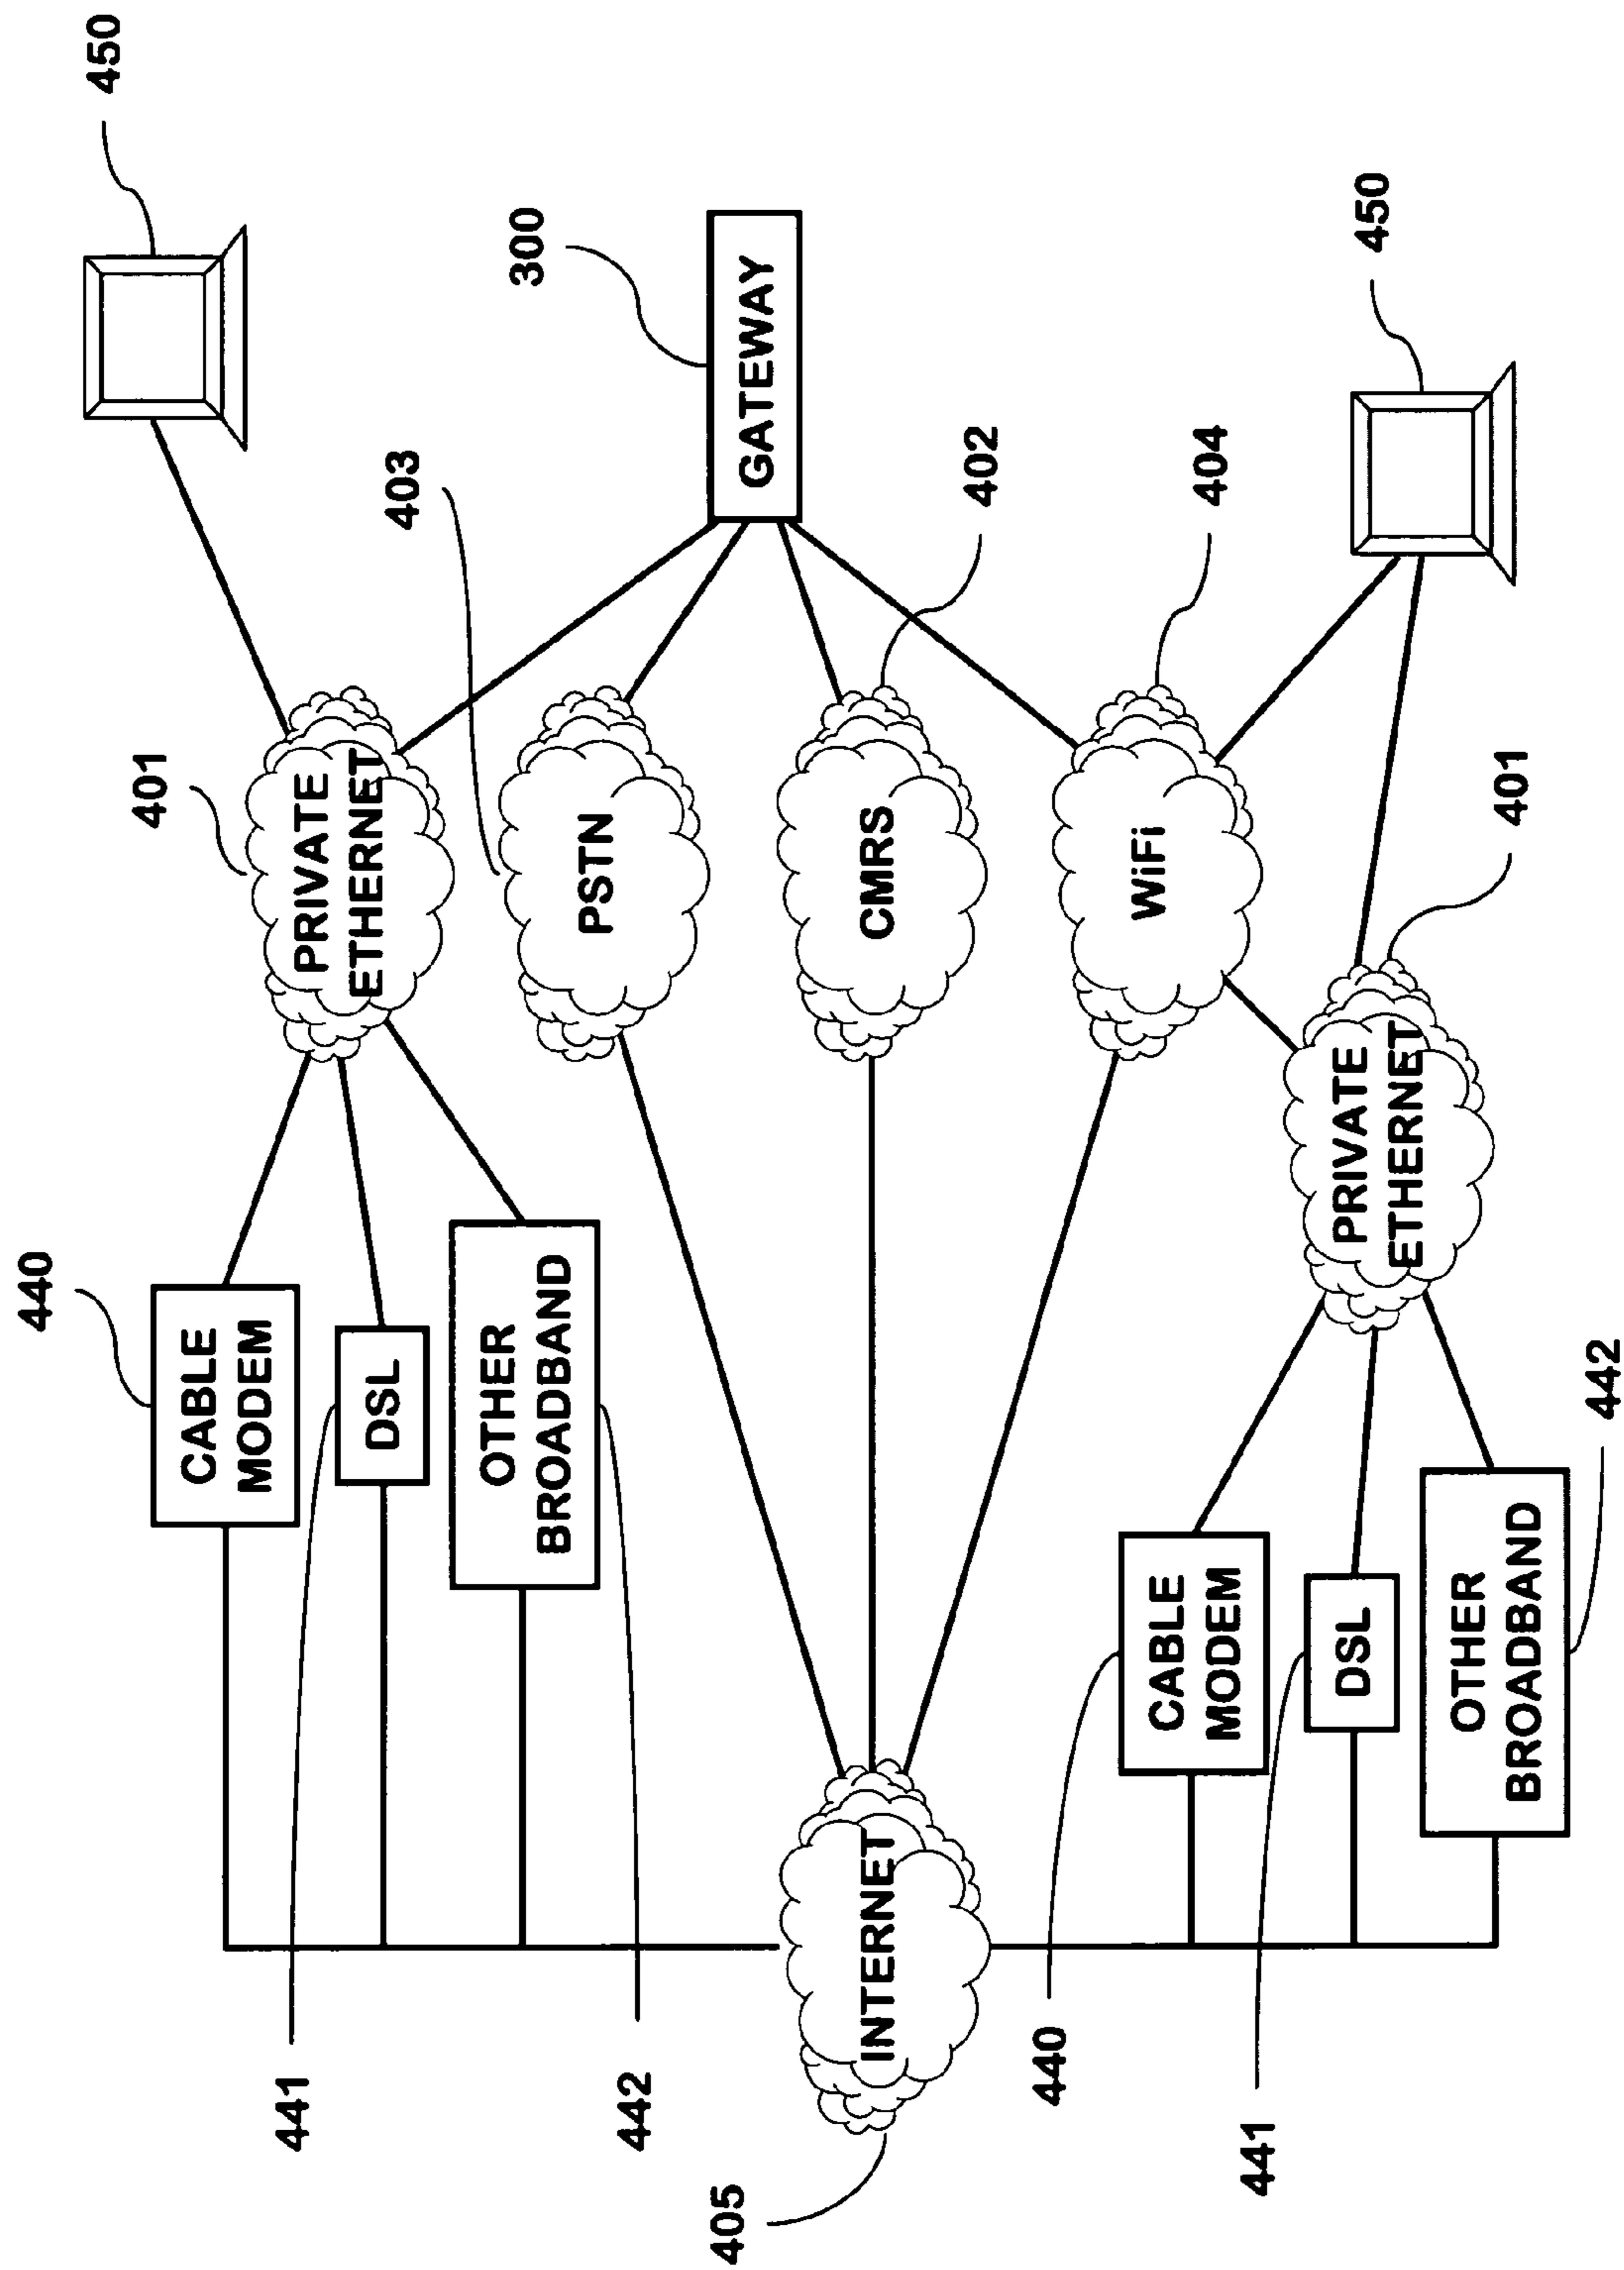 450
300
GATEWAY
450
403
402
404
401
PRIVATE
ETHERNET
PSTN
CMRS
WiFi
401
PRIVATE
ETHERNET
440
CABLE
MODEM
DSL
OTHER
BROADBAND
442
CABLE
MODEM
DSL
OTHER
BROADBAND
INTERNET
441
442
440
441
405